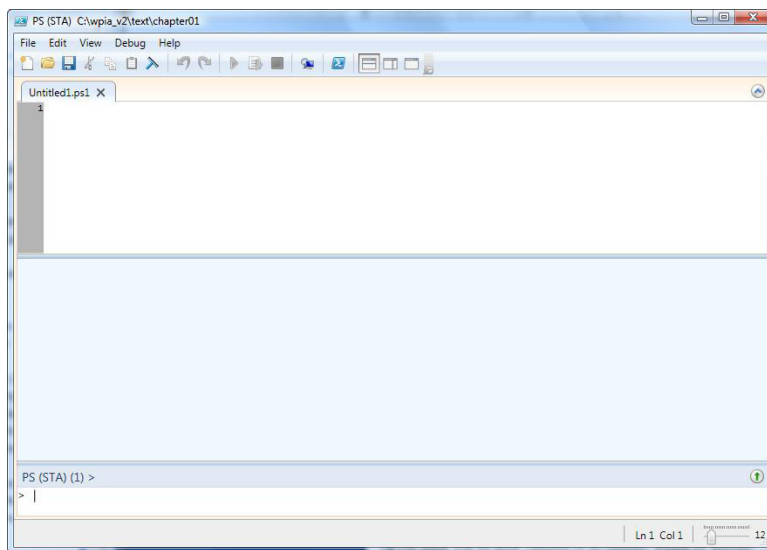 PS (STA) C:\wpia_v2\text\chapter01
File Edit View Debug Help
Untitled1.ps1
1
PS (STA) (1) >
>
Ln 1 Col 1 12